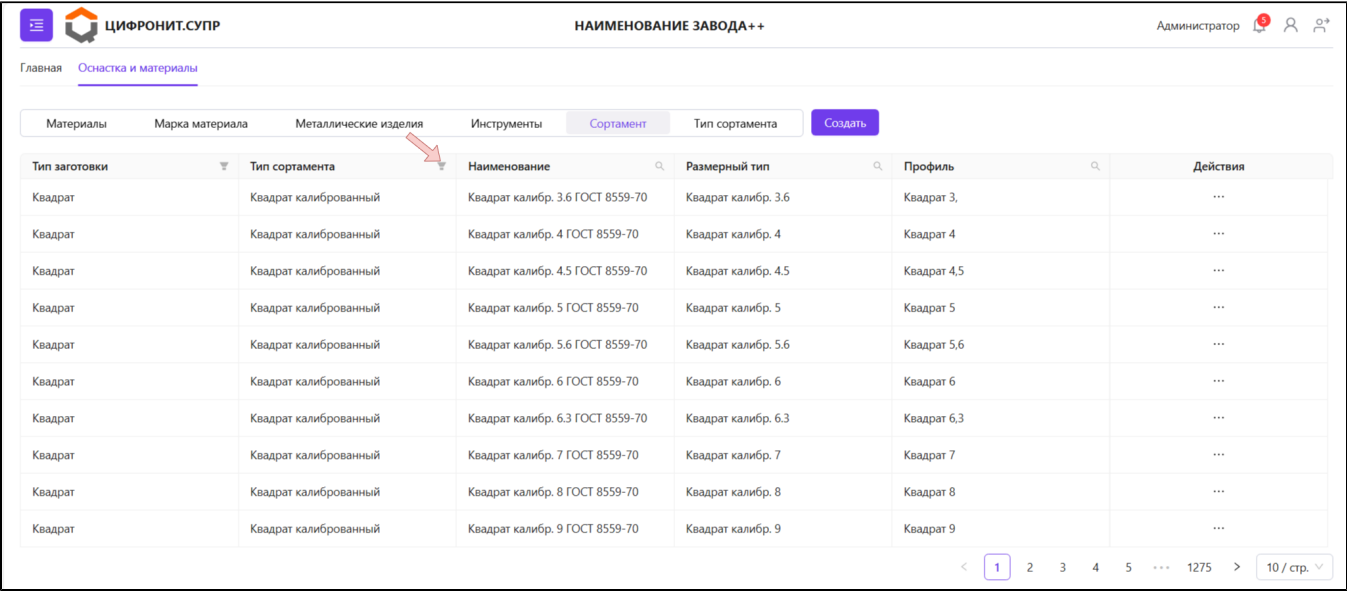 ЦИФРОНИТ.СУПР НАИМЕНОВАНИЕ ЗАВОДА++ Администратор 5
Главная Оснастка и материалы
Материалы Марка материала Металлические изделия Инструменты Сортамент Тип сортамента Создать
Тип заготовки Тип сортамента Наименование Размерный тип Профиль Действия
Квадрат Квадрат калиброванный Квадрат калибр. 3.6 ГОСТ 8559-70 Квадрат калибр. 3.6 Квадрат 3, ...
Квадрат Квадрат калиброванный Квадрат калибр. 4 ГОСТ 8559-70 Квадрат калибр. 4 Квадрат 4 ...
Квадрат Квадрат калиброванный Квадрат калибр. 4.5 ГОСТ 8559-70 Квадрат калибр. 4.5 Квадрат 4,5 ...
Квадрат Квадрат калиброванный Квадрат калибр. 5 ГОСТ 8559-70 Квадрат калибр. 5 Квадрат 5 ...
Квадрат Квадрат калиброванный Квадрат калибр. 5.6 ГОСТ 8559-70 Квадрат калибр. 5.6 Квадрат 5,6 ...
Квадрат Квадрат калиброванный Квадрат калибр. 6 ГОСТ 8559-70 Квадрат калибр. 6 Квадрат 6 ...
Квадрат Квадрат калиброванный Квадрат калибр. 6.3 ГОСТ 8559-70 Квадрат калибр. 6.3 Квадрат 6,3 ...
Квадрат Квадрат калиброванный Квадрат калибр. 7 ГОСТ 8559-70 Квадрат калибр. 7 Квадрат 7 ...
Квадрат Квадрат калиброванный Квадрат калибр. 8 ГОСТ 8559-70 Квадрат калибр. 8 Квадрат 8 ...
Квадрат Квадрат калиброванный Квадрат калибр. 9 ГОСТ 8559-70 Квадрат калибр. 9 Квадрат 9 ...
< 1 2 3 4 5 ... 1275 > 10 / стр.